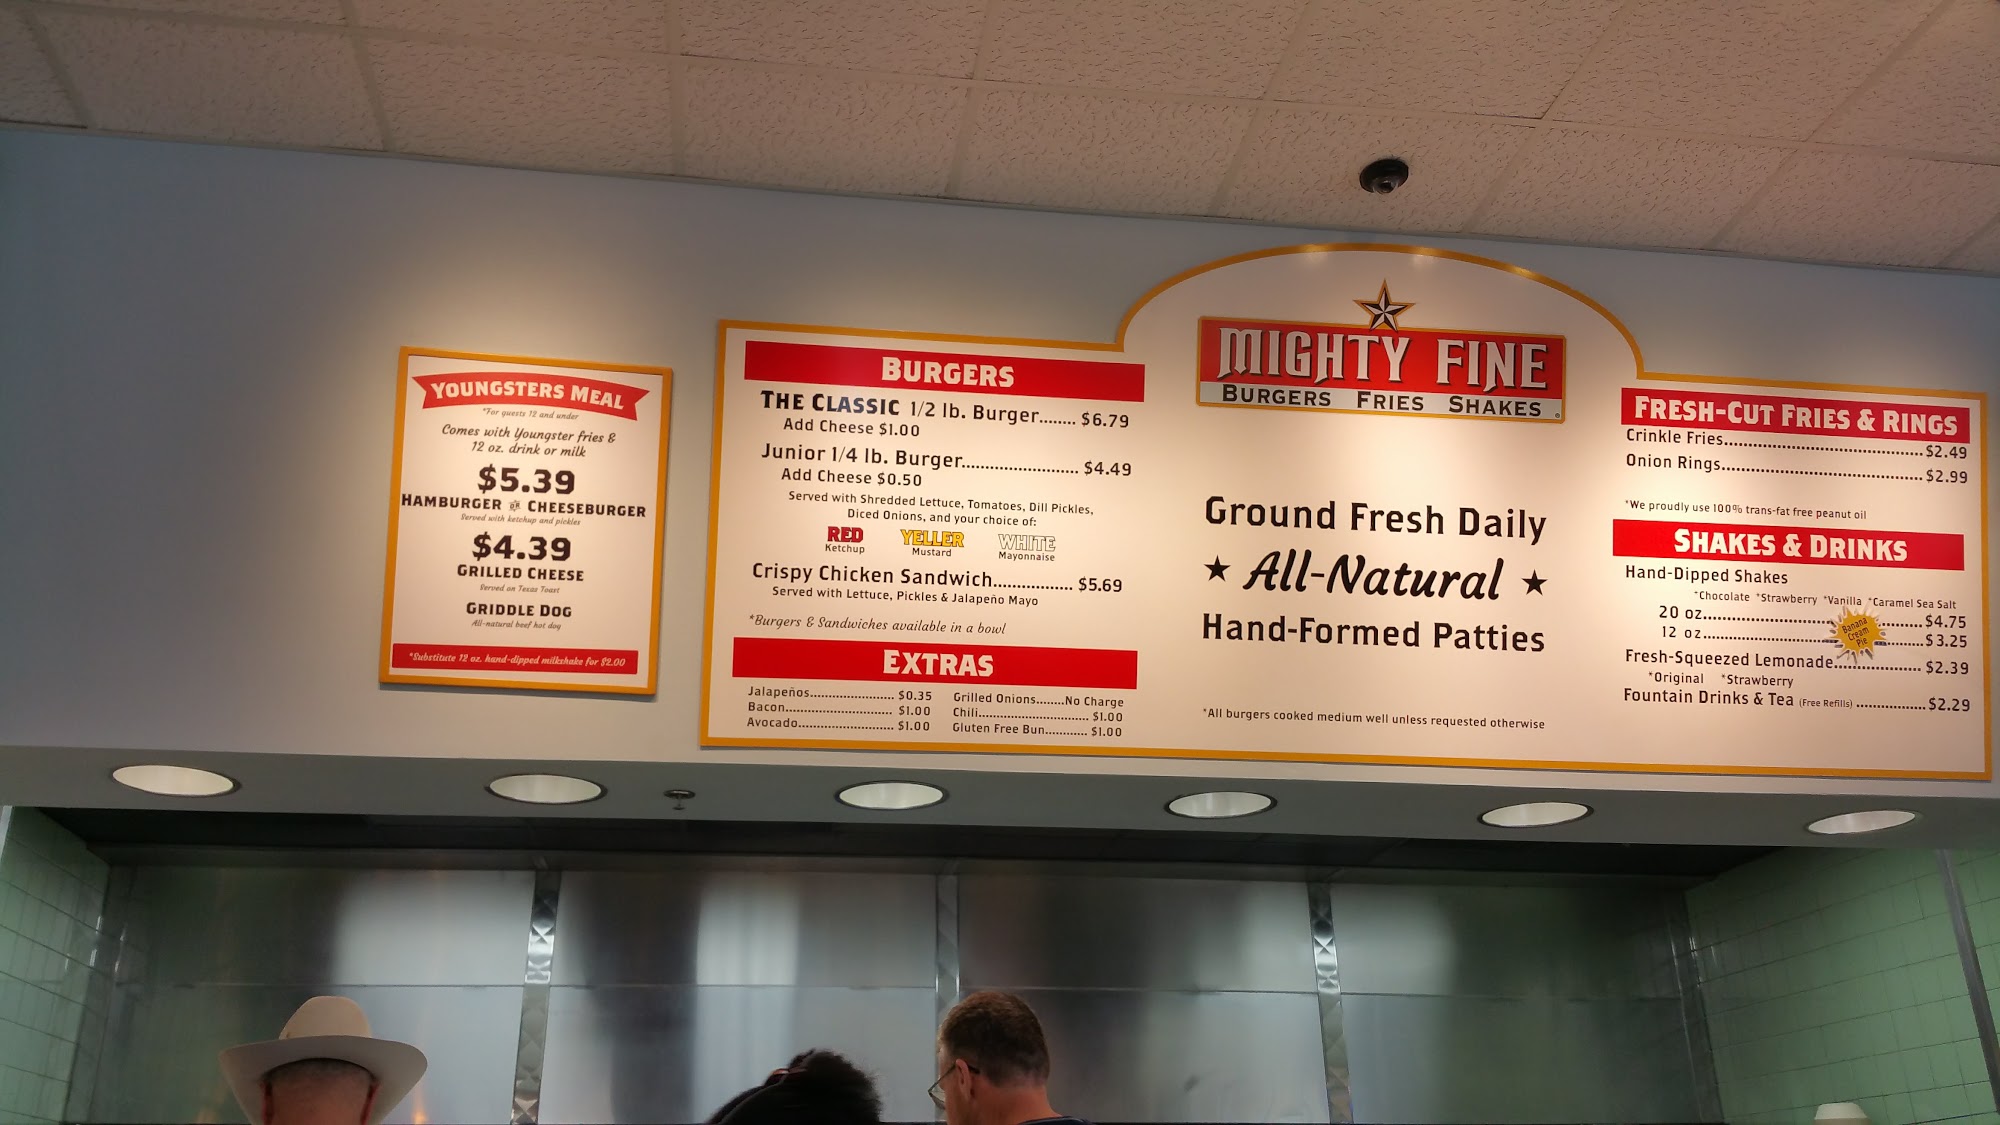 YOUNGSTERS MEAL
*For guests 12 and under
Comes with Youngster fries &
12 oz. drink or milk
$5.39
HAMBURGER OR CHEESEBURGER
Served with ketchup and pickles
$4.39
GRILLED CHEESE
Served on Texas Toast
GRIDDLE DOG
All-natural beef hot dog
*Substitute 12 oz. hand-dipped milkshake for $2.00
BURGERS
THE CLASSIC 1/2 lb. Burger........ $6.79
Add Cheese $1.00
Junior 1/4 lb. Burger......................... $4.49
Add Cheese $0.50
Served with Shredded Lettuce, Tomatoes, Dill Pickles,
Diced Onions, and your choice of:
RED YELLER WHITE
Ketchup Mustard Mayonnaise
Crispy Chicken Sandwich................ $5.69
Served with Lettuce, Pickles & Jalapeño Mayo
*Burgers & Sandwiches available in a bowl
EXTRAS
Jalapeños...................... $0.35 Grilled Onions........No Charge
Bacon............................ $1.00 Chili............................. $1.00
Avocado........................ $1.00 Gluten Free Bun............ $1.00
MIGHTY FINE
BURGERS FRIES SHAKES ®
Ground Fresh Daily
★ All-Natural ★
Hand-Formed Patties
*All burgers cooked medium well unless requested otherwise
FRESH-CUT FRIES & RINGS
Crinkle Fries..........................................$2.49
Onion Rings...........................................$2.99
*We proudly use 100% trans-fat free peanut oil
SHAKES & DRINKS
Hand-Dipped Shakes
*Chocolate *Strawberry *Vanilla *Caramel Sea Salt
20 oz.............................................$4.75
12 oz.............................................$3.25
Banana
Cream
Pie
Fresh-Squeezed Lemonade.................. $2.39
*Original *Strawberry
Fountain Drinks & Tea (Free Refills) ...............$2.29